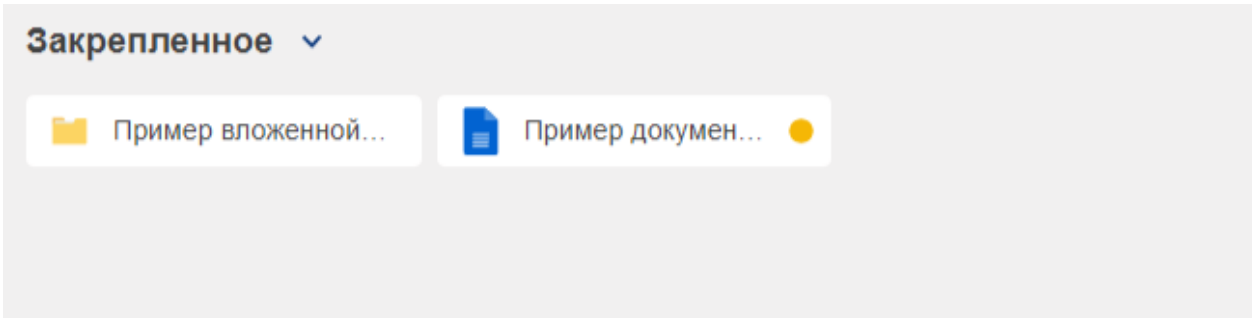 Закрепленное
Пример вложенной...
Пример докумен...